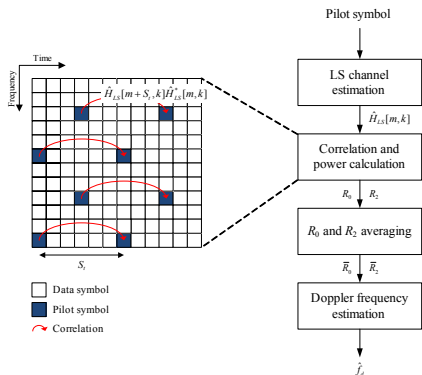 Time
Frequency
Ĥ_LS[m + S_t, k]Ĥ*_LS[m, k]
S_t
Data symbol
Pilot symbol
Correlation
Pilot symbol
LS channel
estimation
Ĥ_LS[m, k]
Correlation and
power calculation
R_0 R_2
R_0 and R_2 averaging
R̅_0 R̅_2
Doppler frequency
estimation
f̂_d